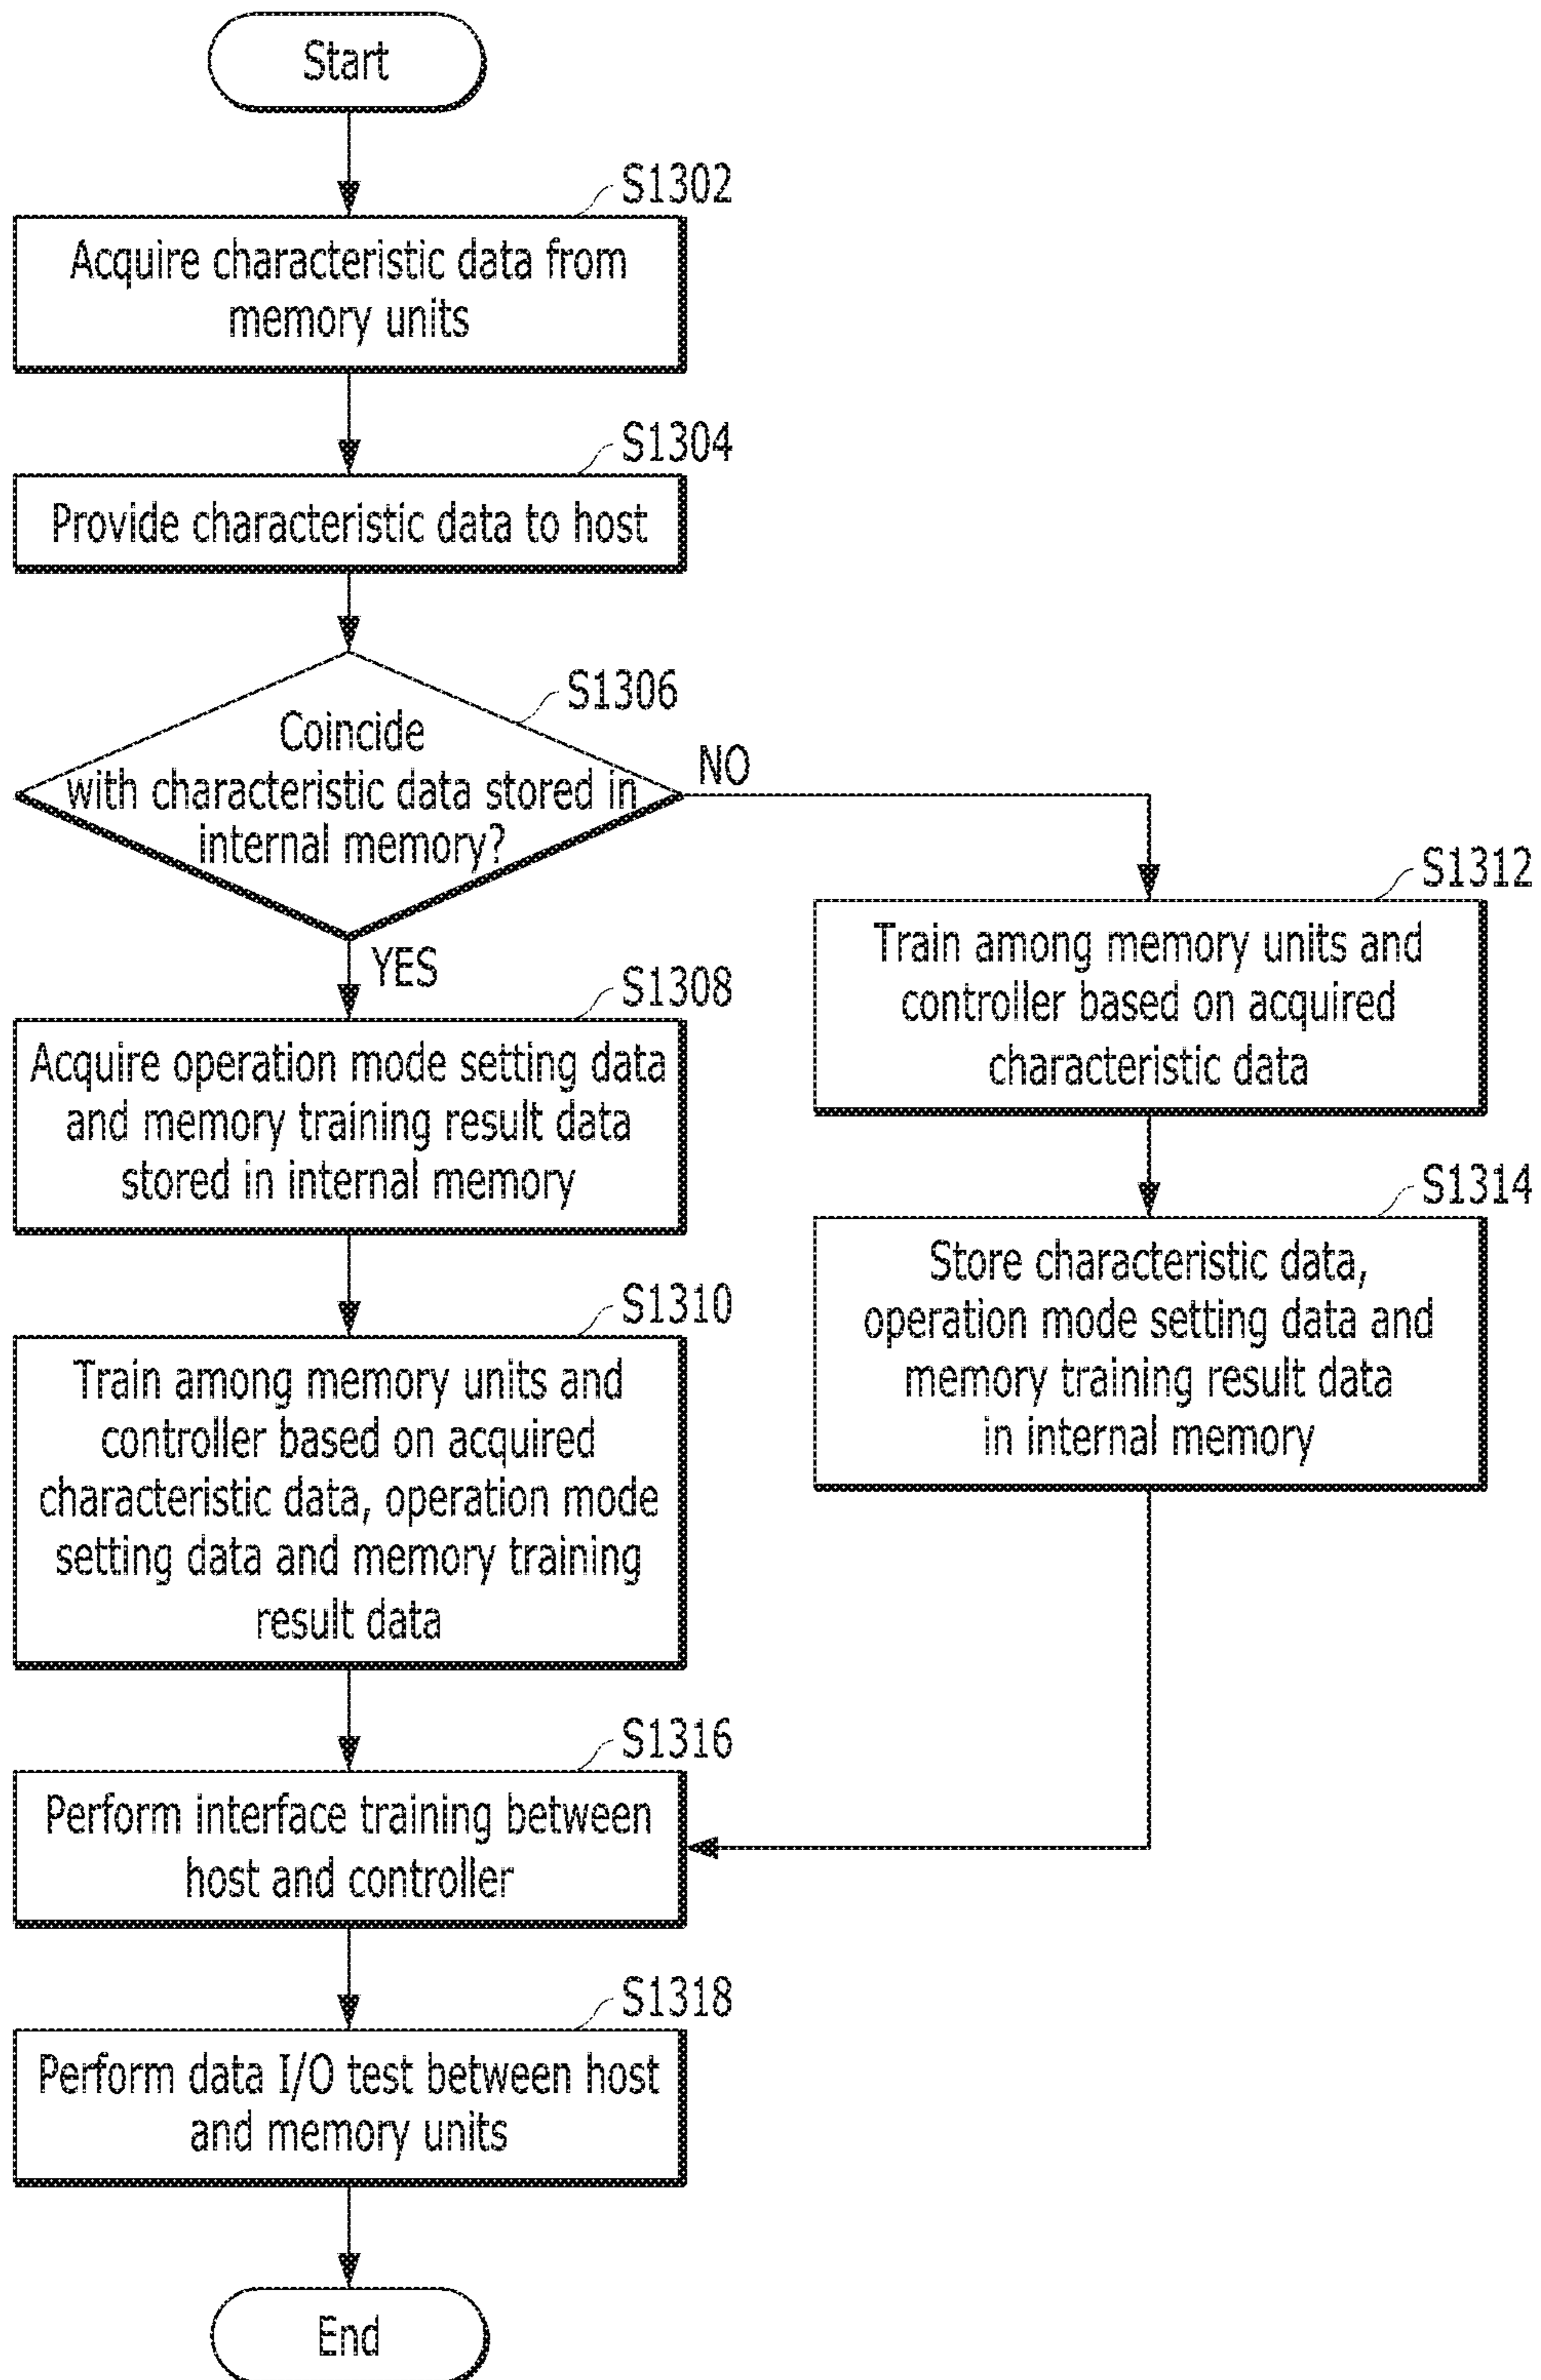 Start
S1302
Acquire characteristic data from
memory units
S1304
Provide characteristic data to host
S1306
Coincide
with characteristic data stored in
internal memory?
NO
YES
S1308
Acquire operation mode setting data
and memory training result data
stored in internal memory
S1310
Train among memory units and
controller based on acquired
characteristic data, operation mode
setting data and memory training
result data
S1312
Train among memory units and
controller based on acquired
characteristic data
S1314
Store characteristic data,
operation mode setting data and
memory training result data
in internal memory
S1316
Perform interface training between
host and controller
S1318
Perform data I/O test between host
and memory units
End